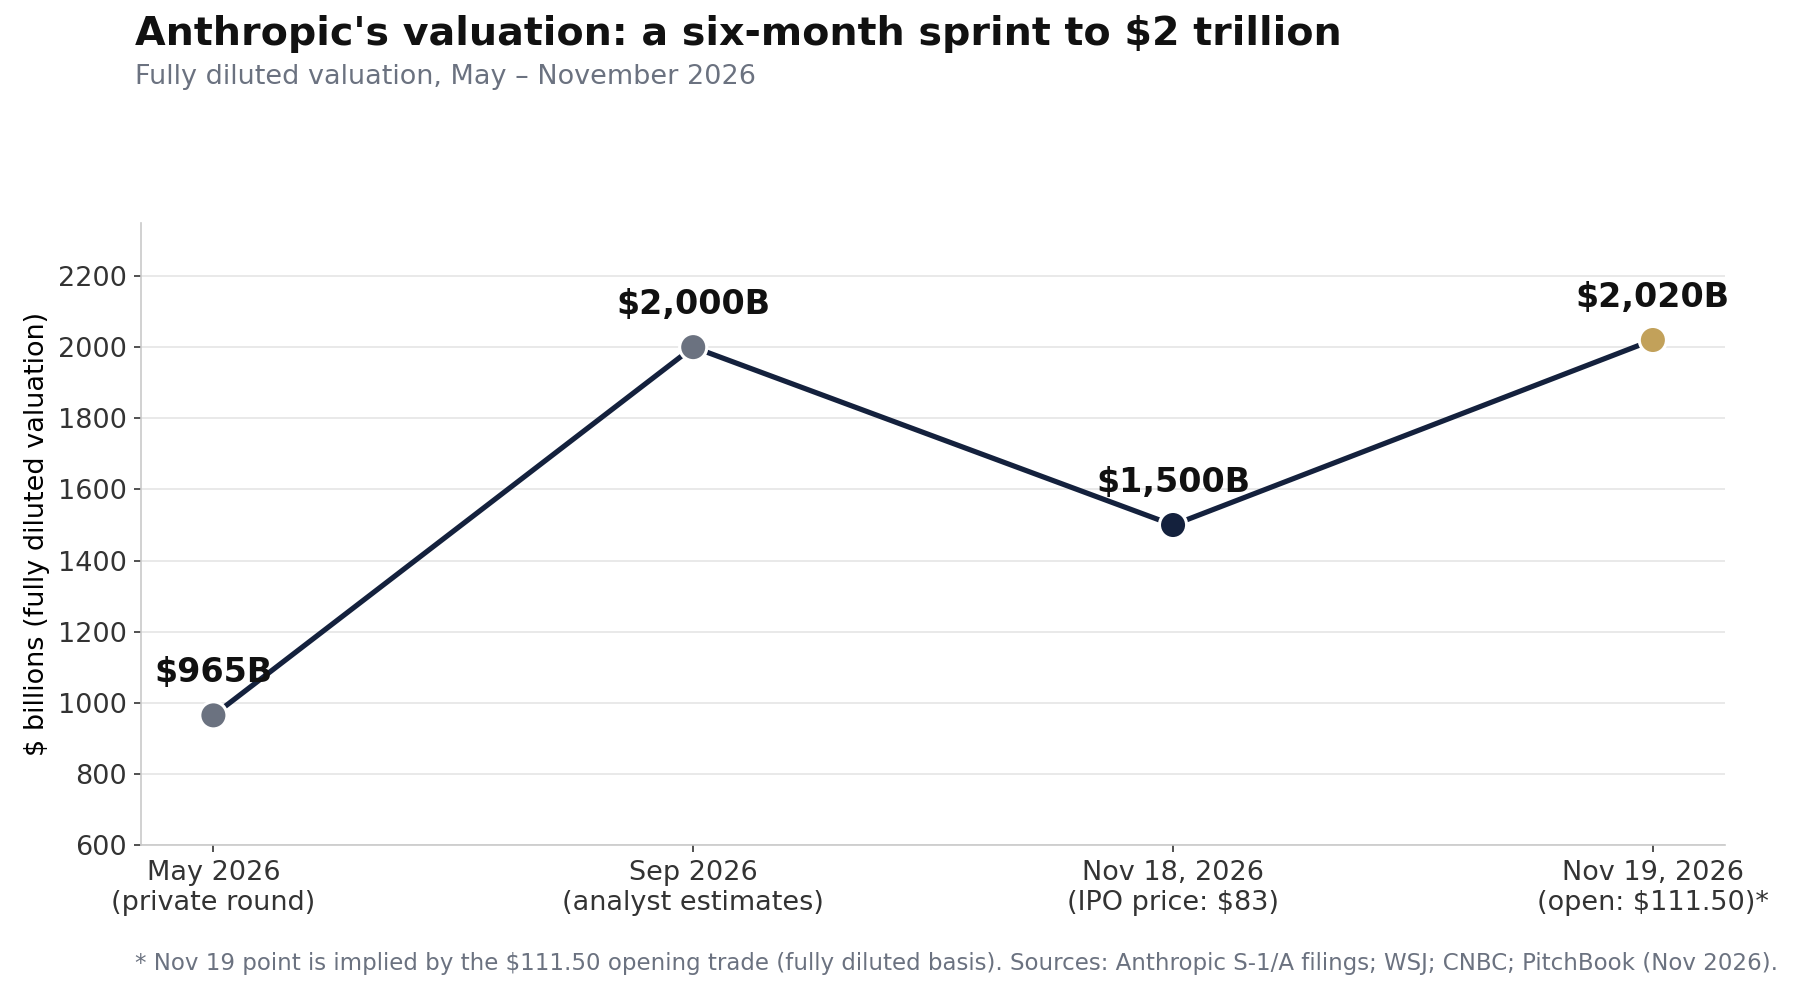 Anthropic's valuation: a six-month sprint to $2 trillion
Fully diluted valuation, May – November 2026
$ billions (fully diluted valuation)
2200
2000
1800
1600
1400
1200
1000
800
600
$965B
$2,000B
$1,500B
$2,020B
May 2026
(private round)
Sep 2026
(analyst estimates)
Nov 18, 2026
(IPO price: $83)
Nov 19, 2026
(open: $111.50)*
* Nov 19 point is implied by the $111.50 opening trade (fully diluted basis). Sources: Anthropic S-1/A filings; WSJ; CNBC; PitchBook (Nov 2026).